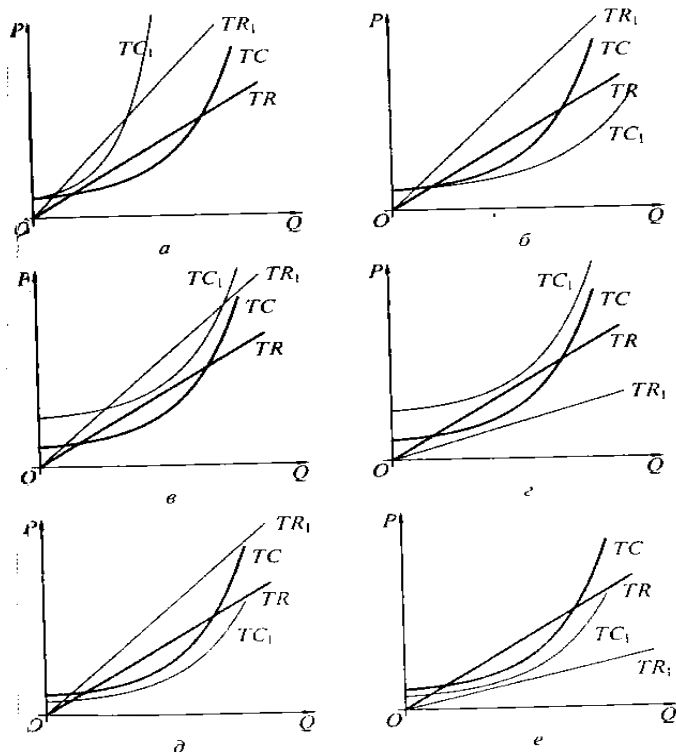 P TC₁ TR₁ TC TR O Q
а
P TR₁ TC TR TC₁ O Q
б
P TC₁ TR₁ TC TR O Q
в
P TC₁ TC TR TR₁ O Q
г
P TR₁ TC TR TC₁ O Q
д
P TC TR TC₁ TR₁ O Q
е